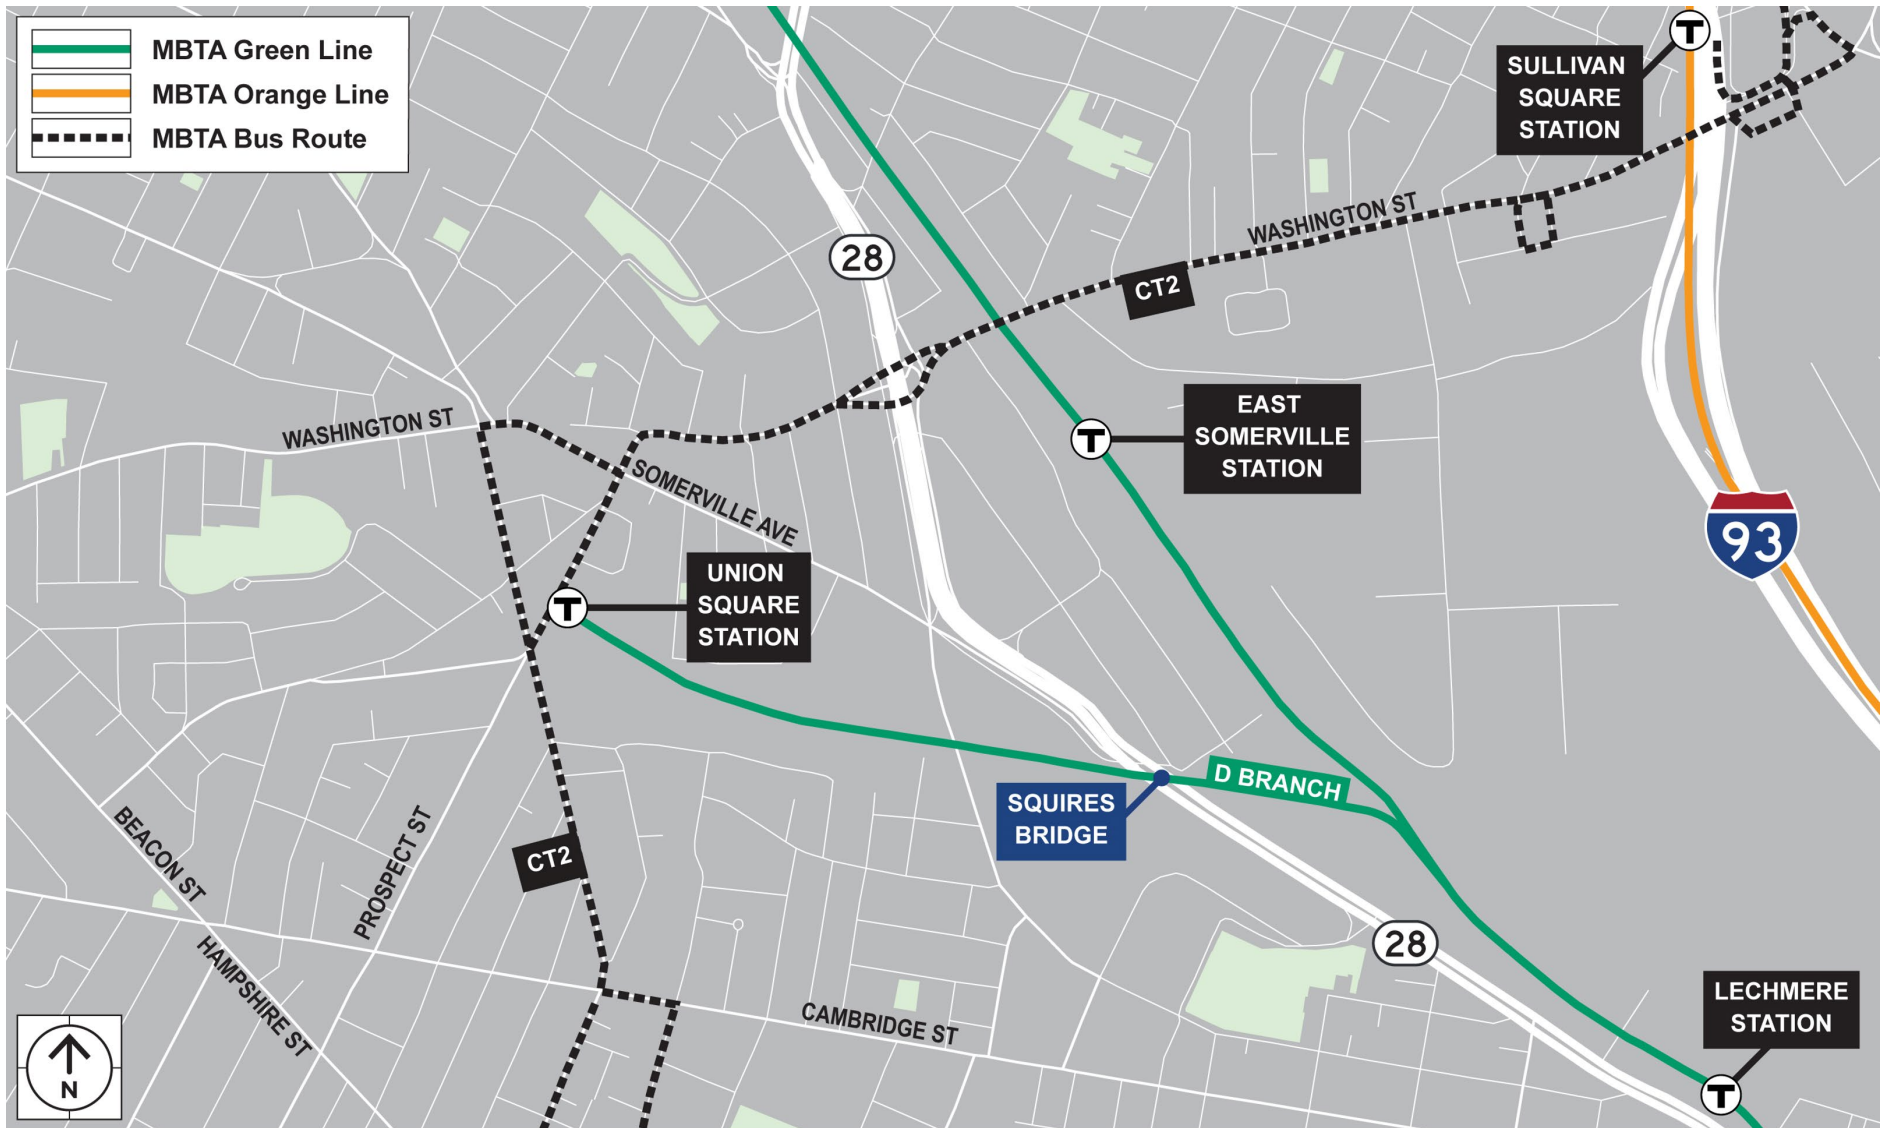 MBTA Green Line
MBTA Orange Line
MBTA Bus Route
T
SULLIVAN
SQUARE
STATION
WASHINGTON ST
28
CT2
EAST
SOMERVILLE
STATION
T
WASHINGTON ST
SOMERVILLE AVE
93
UNION
SQUARE
STATION
T
D BRANCH
SQUIRES
BRIDGE
BEACON ST
PROSPECT ST
CT2
HAMPSHIRE ST
28
CAMBRIDGE ST
LECHMERE
STATION
T
N